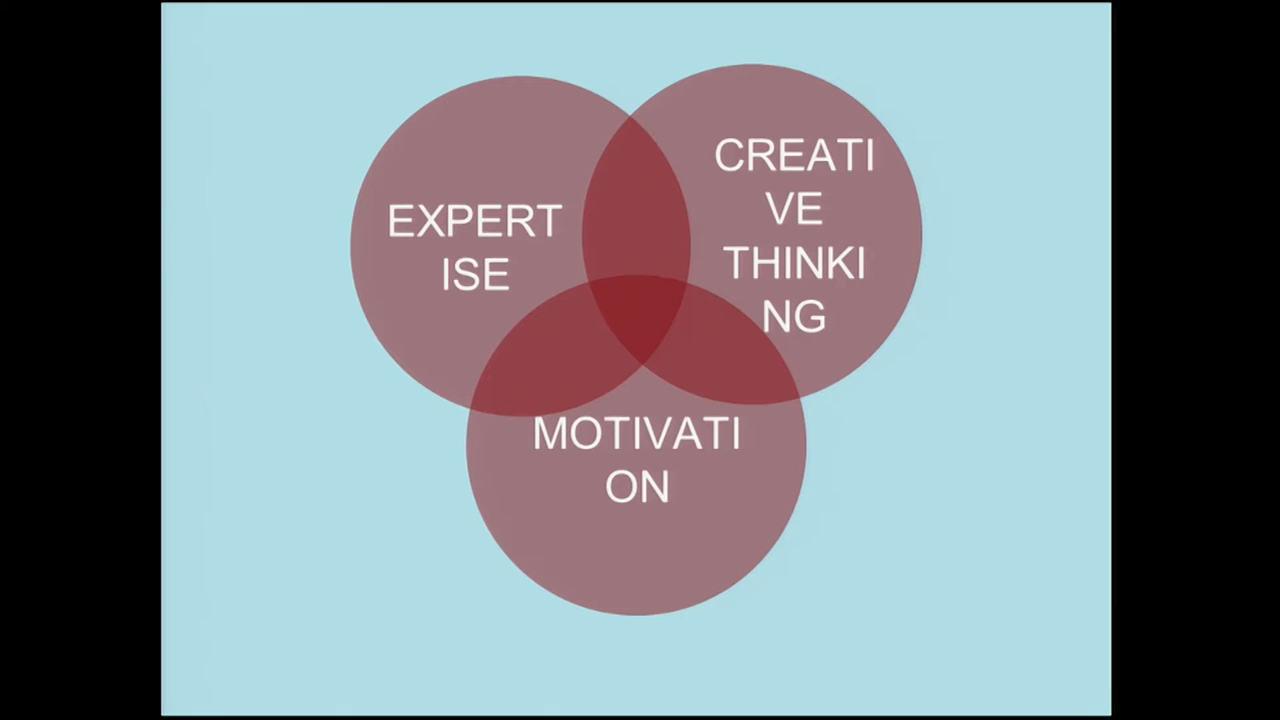 EXPERT
ISE
CREATI
VE
THINKI
NG
MOTIVATI
ON